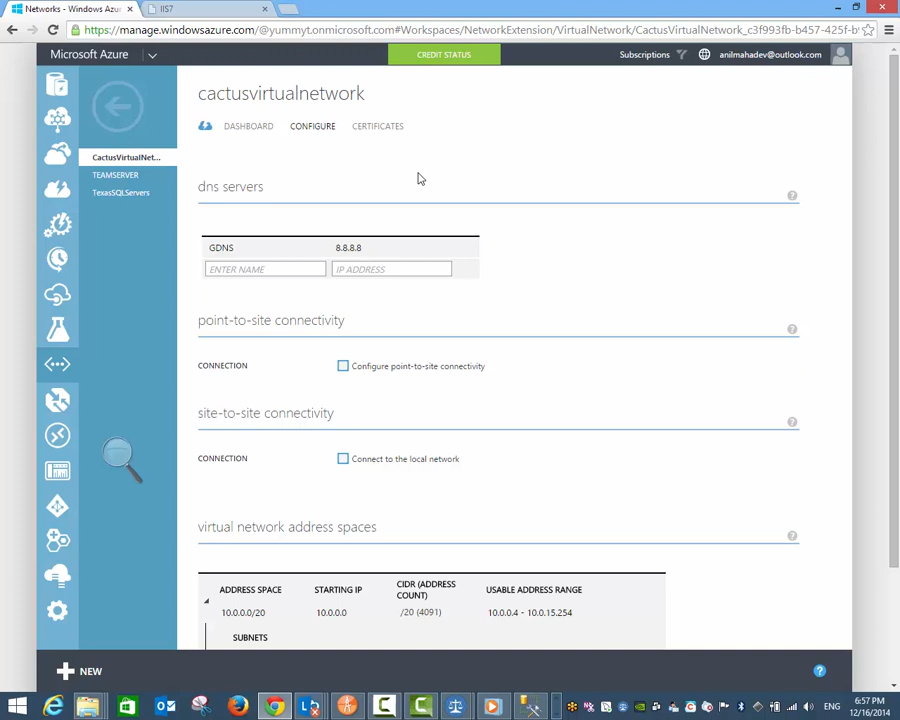 Networks - Windows Azu
IIS7
https://manage.windowsazure.com/@yummyt.onmicrosoft.com#Workspaces/NetworkExtension/VirtualNetwork/CactusVirtualNetwork_c3f993fb-b457-425f-b
Microsoft Azure
CREDIT STATUS
Subscriptions
anilmahadev@outlook.com
cactusvirtualnetwork
DASHBOARD CONFIGURE CERTIFICATES
CactusVirtualNet...
TEAMSERVER
TexasSQLServers
dns servers
?
GDNS 8.8.8.8
ENTER NAME IP ADDRESS
point-to-site connectivity
?
CONNECTION Configure point-to-site connectivity
site-to-site connectivity
?
CONNECTION Connect to the local network
virtual network address spaces
?
ADDRESS SPACE STARTING IP CIDR (ADDRESS COUNT) USABLE ADDRESS RANGE
10.0.0.0/20 10.0.0.0 /20 (4091) 10.0.0.4 - 10.0.15.254
SUBNETS
NEW
?
ENG
6:57 PM
12/16/2014